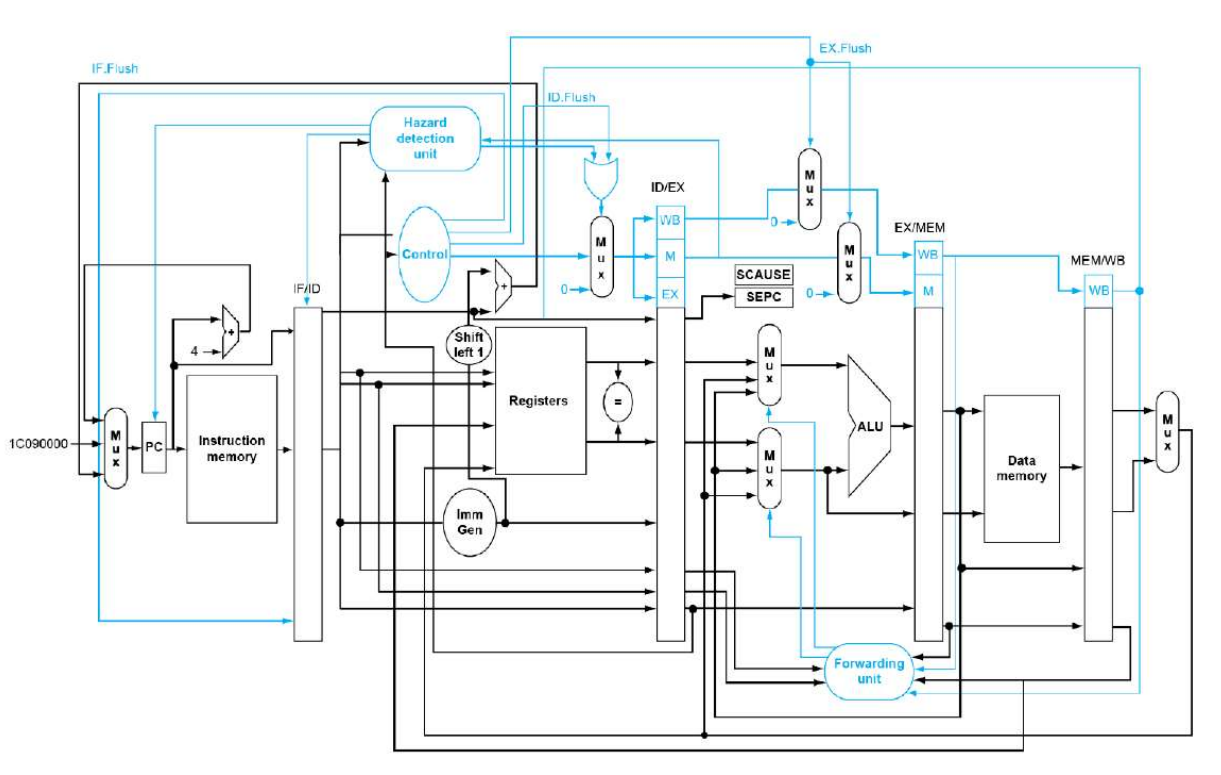 EX.Flush
IF.Flush
ID.Flush
Hazard
detection
unit
Mux
ID/EX
WB
0
EX/MEM
Control
Mux
M
Mux
WB
MEM/WB
SCAUSE
IF/ID
+
0
EX
SEPC
0
M
WB
+
Shift
left 1
4
Mux
Registers
=
1C090000
Mux
PC
Instruction
memory
Mux
ALU
Data
memory
Mux
Imm
Gen
Forwarding
unit